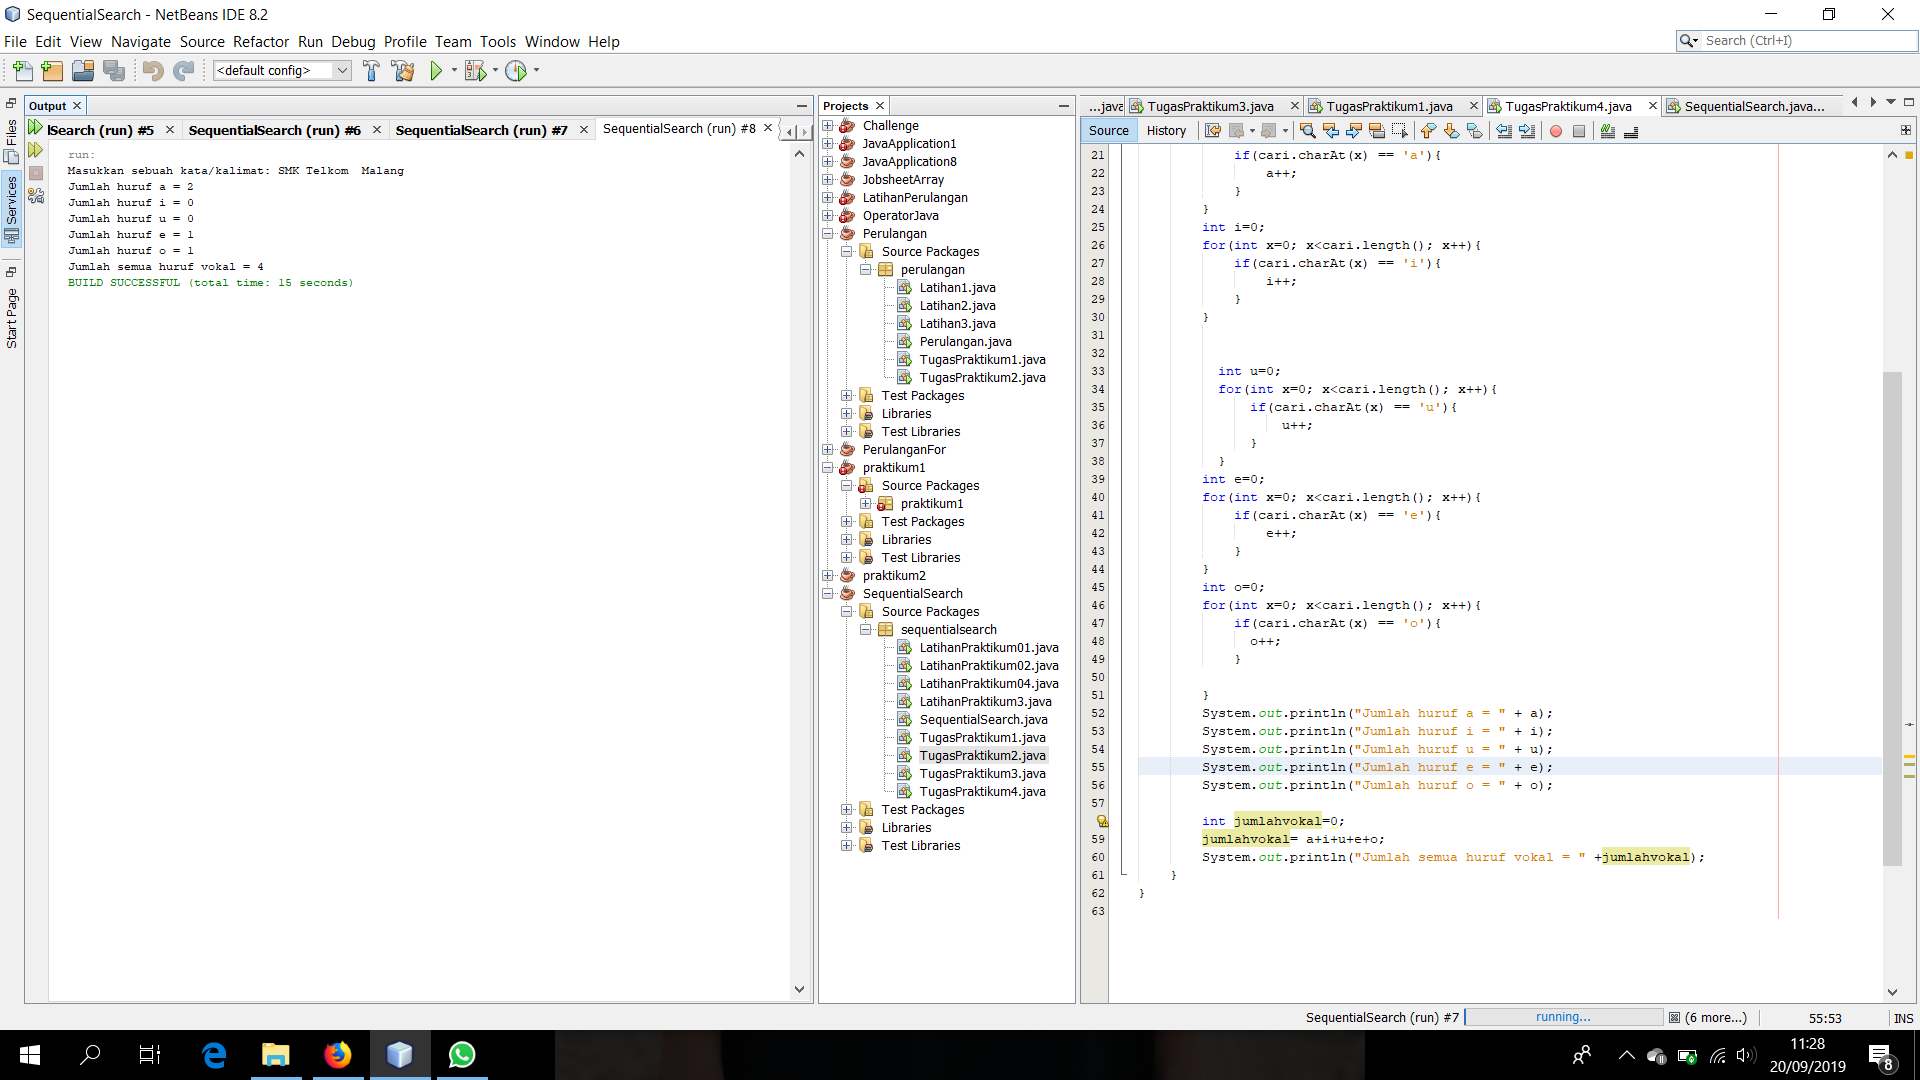 SequentialSearch - NetBeans IDE 8.2
File Edit View Navigate Source Refactor Run Debug Profile Team Tools Window Help
Search (Ctrl+I)
<default config>
Files
Services
Start Page
Output
lSearch (run) #5
SequentialSearch (run) #6
SequentialSearch (run) #7
SequentialSearch (run) #8
run:
Masukkan sebuah kata/kalimat: SMK Telkom  Malang
Jumlah huruf a = 2
Jumlah huruf i = 0
Jumlah huruf u = 0
Jumlah huruf e = 1
Jumlah huruf o = 1
Jumlah semua huruf vokal = 4
BUILD SUCCESSFUL (total time: 15 seconds)
Projects
Challenge
JavaApplication1
JavaApplication8
JobsheetArray
LatihanPerulangan
OperatorJava
Perulangan
Source Packages
perulangan
Latihan1.java
Latihan2.java
Latihan3.java
Perulangan.java
TugasPraktikum1.java
TugasPraktikum2.java
Test Packages
Libraries
Test Libraries
PerulanganFor
praktikum1
Source Packages
praktikum1
Test Packages
Libraries
Test Libraries
praktikum2
SequentialSearch
Source Packages
sequentialsearch
LatihanPraktikum01.java
LatihanPraktikum02.java
LatihanPraktikum04.java
LatihanPraktikum3.java
SequentialSearch.java
TugasPraktikum1.java
TugasPraktikum2.java
TugasPraktikum3.java
TugasPraktikum4.java
Test Packages
Libraries
Test Libraries
...java
TugasPraktikum3.java
TugasPraktikum1.java
TugasPraktikum4.java
SequentialSearch.java...
Source History
21 if(cari.charAt(x) == 'a'){
22 a++;
23 }
24 }
25 int i=0;
26 for(int x=0; x<cari.length(); x++){
27 if(cari.charAt(x) == 'i'){
28 i++;
29 }
30 }
31
32
33 int u=0;
34 for(int x=0; x<cari.length(); x++){
35 if(cari.charAt(x) == 'u'){
36 u++;
37 }
38 }
39 int e=0;
40 for(int x=0; x<cari.length(); x++){
41 if(cari.charAt(x) == 'e'){
42 e++;
43 }
44 }
45 int o=0;
46 for(int x=0; x<cari.length(); x++){
47 if(cari.charAt(x) == 'o'){
48 o++;
49 }
50
51 }
52 System.out.println("Jumlah huruf a = " + a);
53 System.out.println("Jumlah huruf i = " + i);
54 System.out.println("Jumlah huruf u = " + u);
55 System.out.println("Jumlah huruf e = " + e);
56 System.out.println("Jumlah huruf o = " + o);
57
int jumlahvokal=0;
59 jumlahvokal= a+i+u+e+o;
60 System.out.println("Jumlah semua huruf vokal = " +jumlahvokal);
61 }
62 }
63
SequentialSearch (run) #7 running... (6 more...) 55:53 INS
11:28
20/09/2019
8